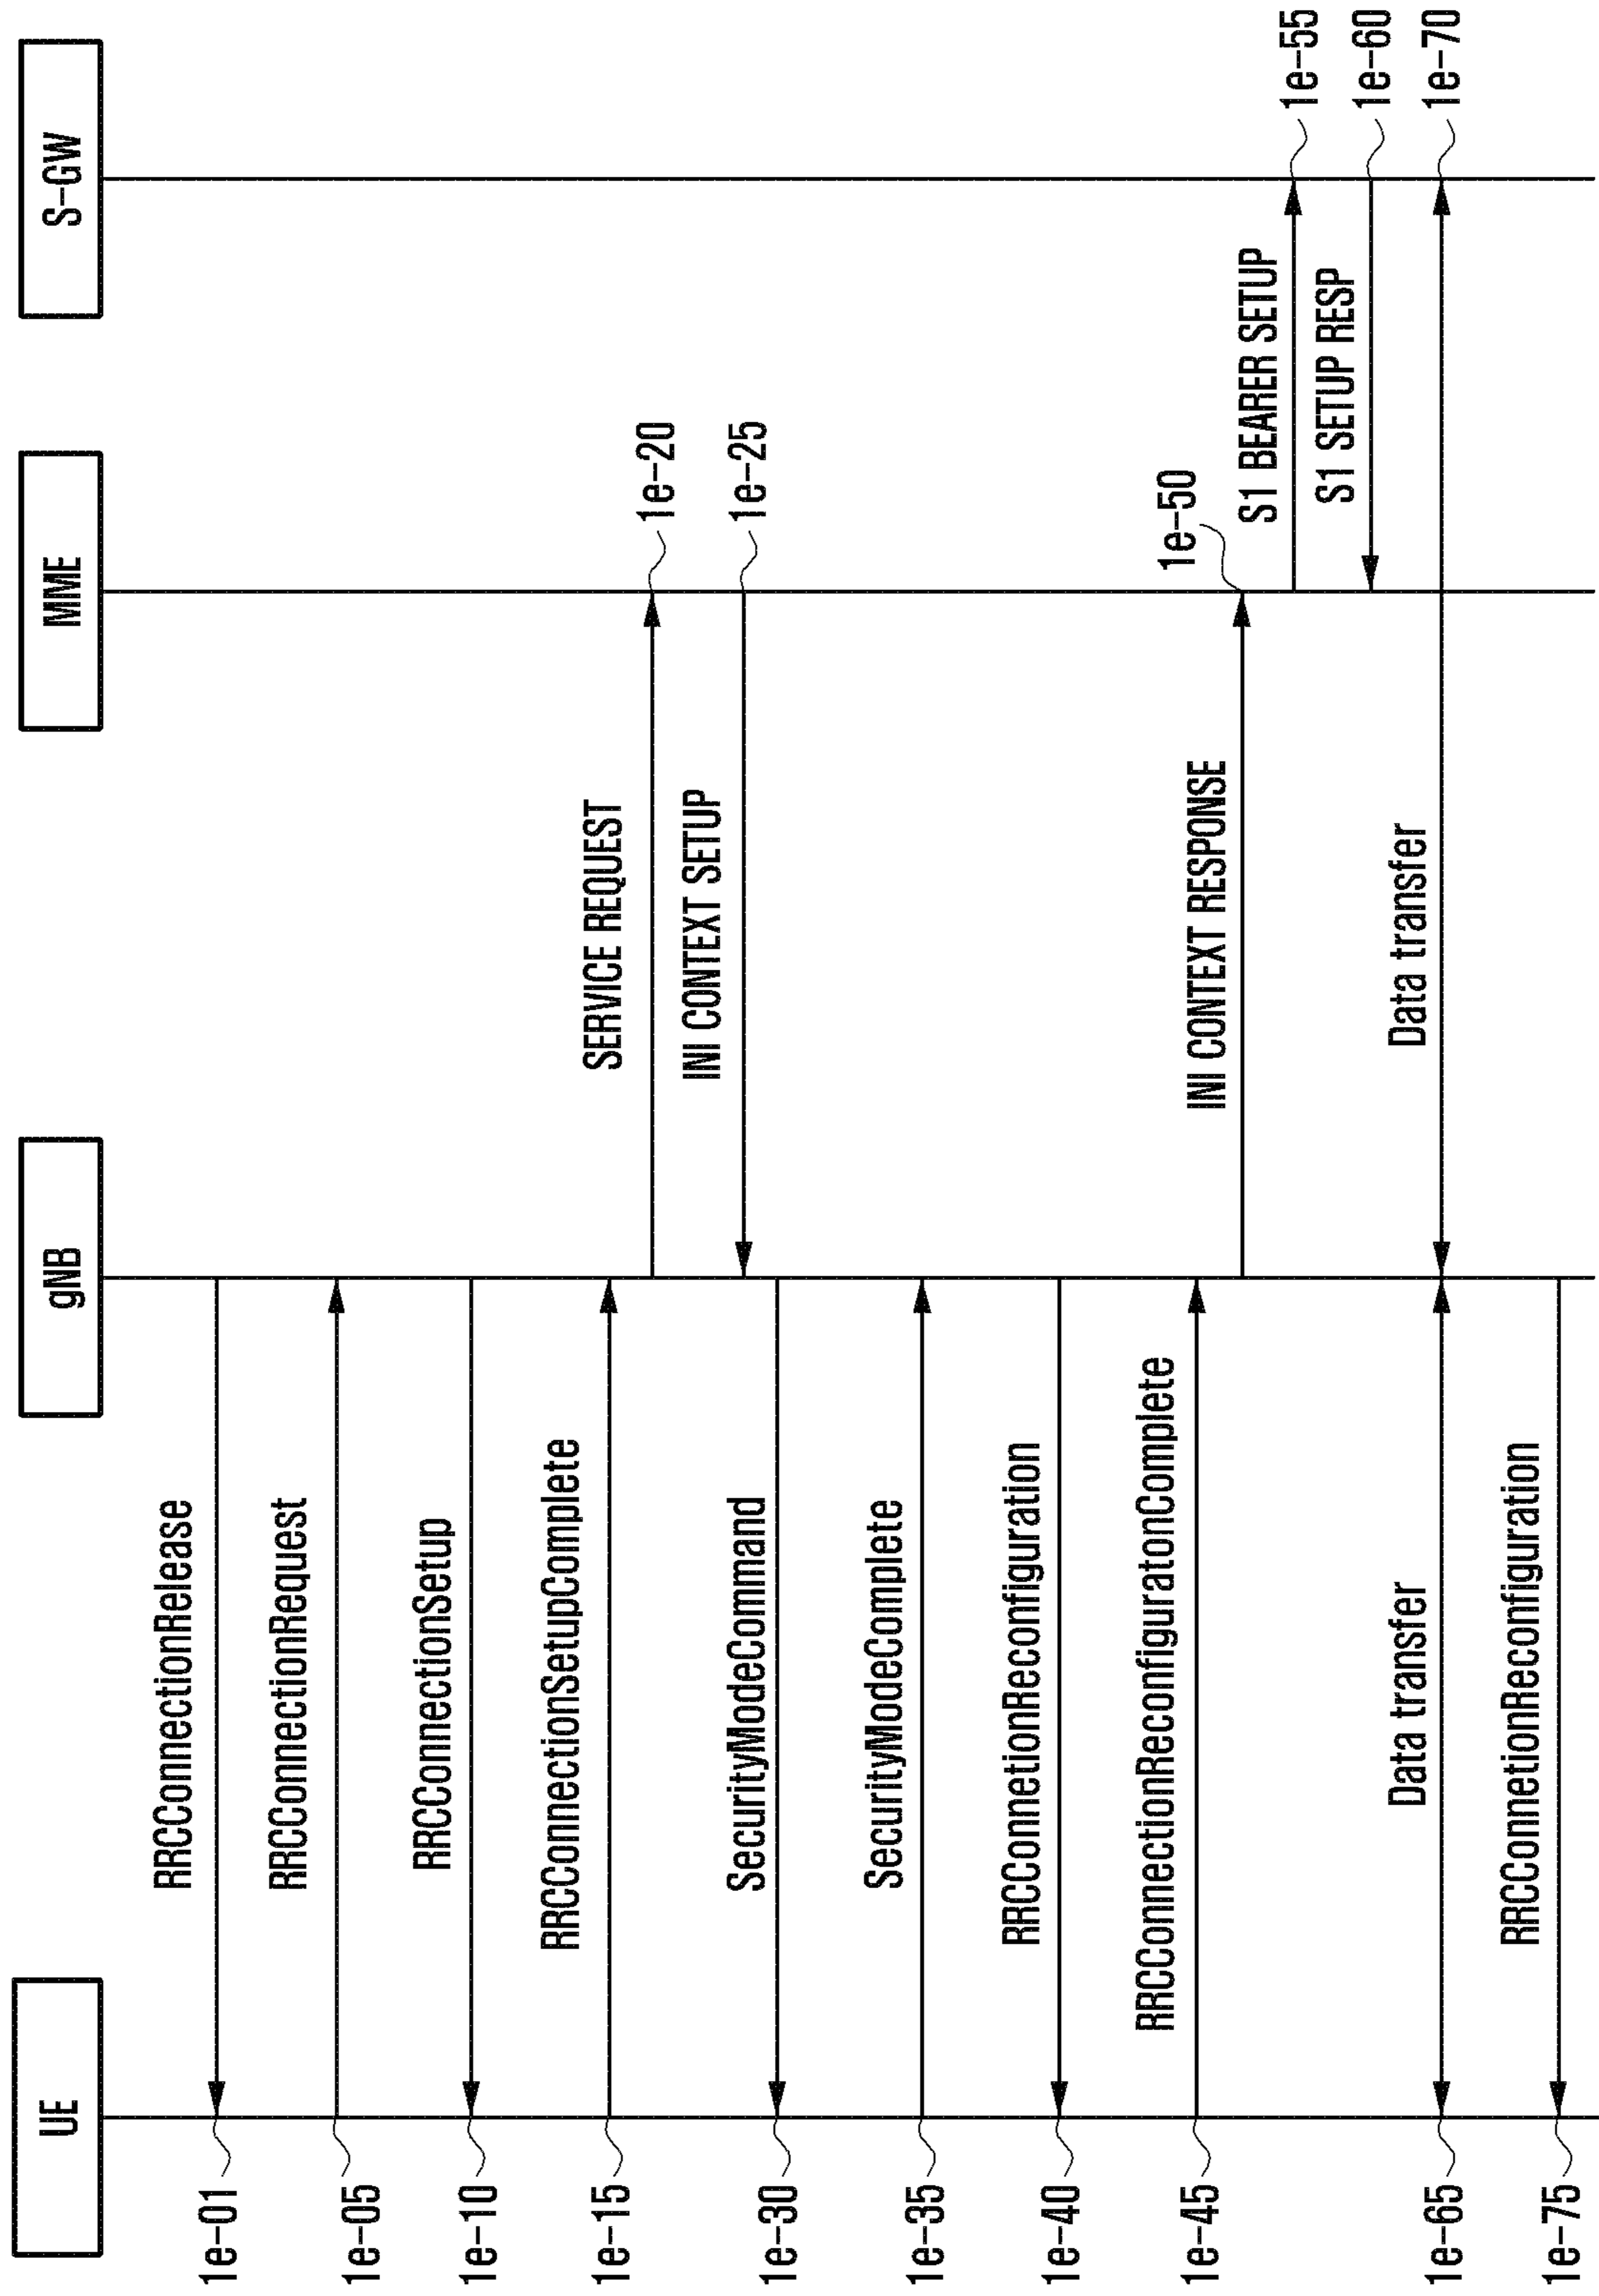 UE
gNB
MME
S-GW
RRCConnectionRelease
1e-01
RRCConnectionRequest
1e-05
RRCConnectionSetup
1e-10
RRCConnectionSetupComplete
1e-15
SERVICE REQUEST
1e-20
INI CONTEXT SETUP
1e-25
SecurityModeCommand
1e-30
SecurityModeComplete
1e-35
RRCConnetionReconfiguration
1e-40
RRCConnectionReconfiguratonComplete
1e-45
INI CONTEXT RESPONSE
1e-50
S1 BEARER SETUP
1e-55
S1 SETUP RESP
1e-60
Data transfer
1e-65
Data transfer
1e-70
RRCConnetionReconfiguration
1e-75